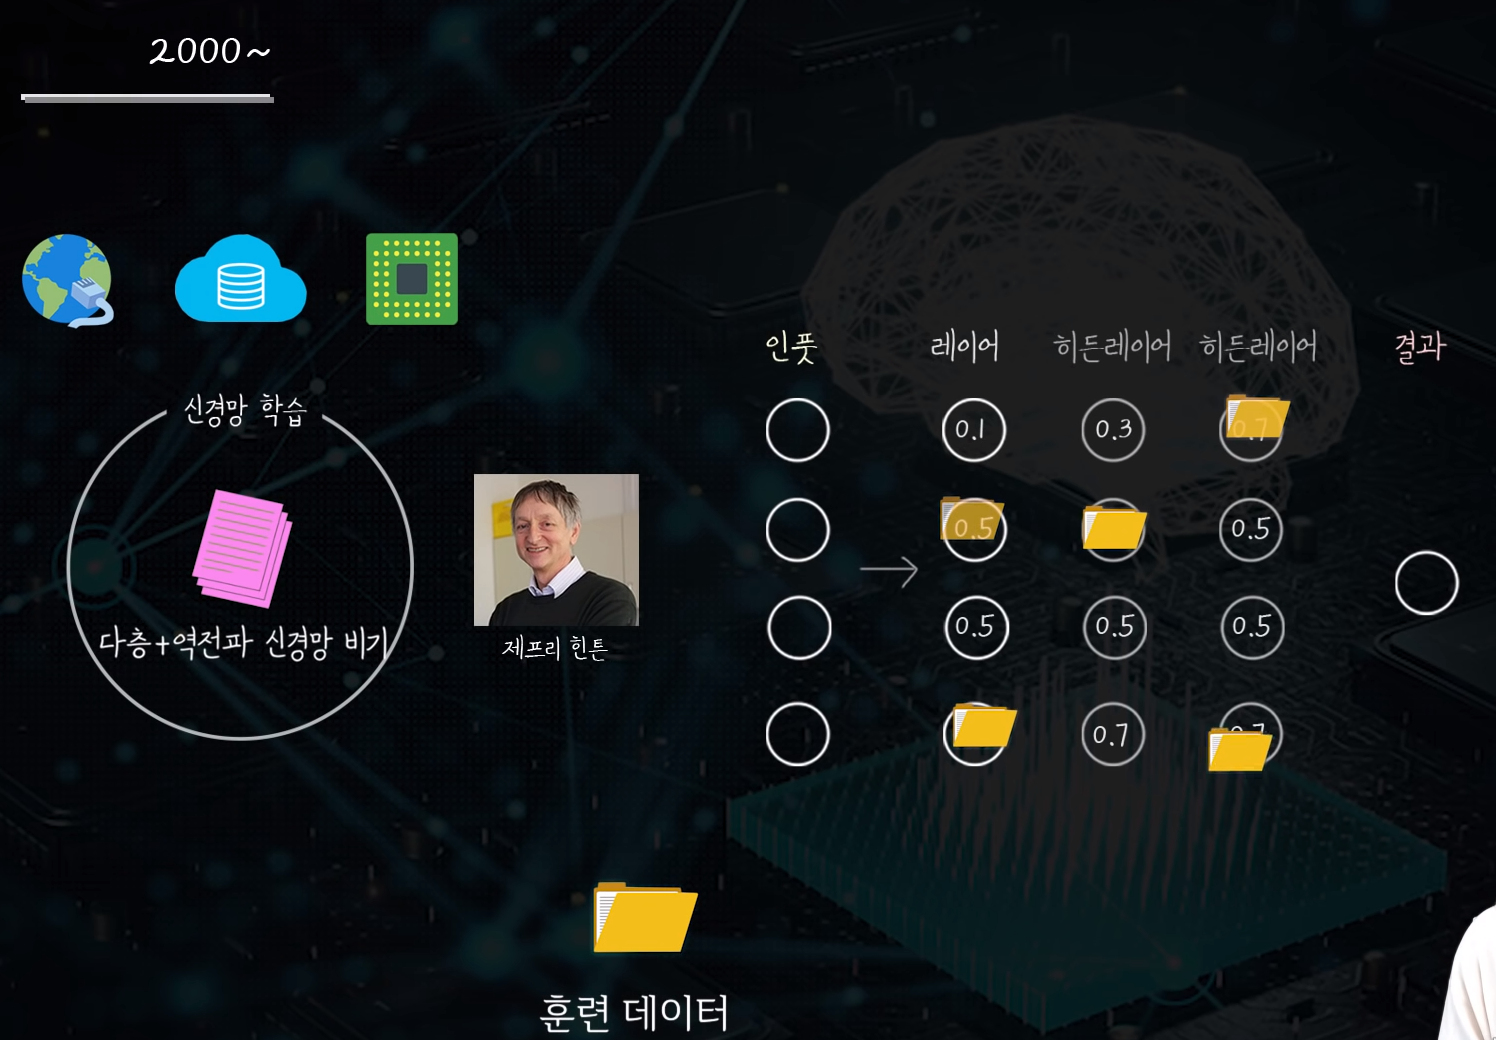 2000~
신경망 학습
다층+역전파 신경망 비기
제프리 힌튼
인풋 레이어 히든레이어 히든레이어 결과
0.1 0.3 0.7
0.5 0.5
0.5 0.5 0.5
0.7 0.7
훈련 데이터